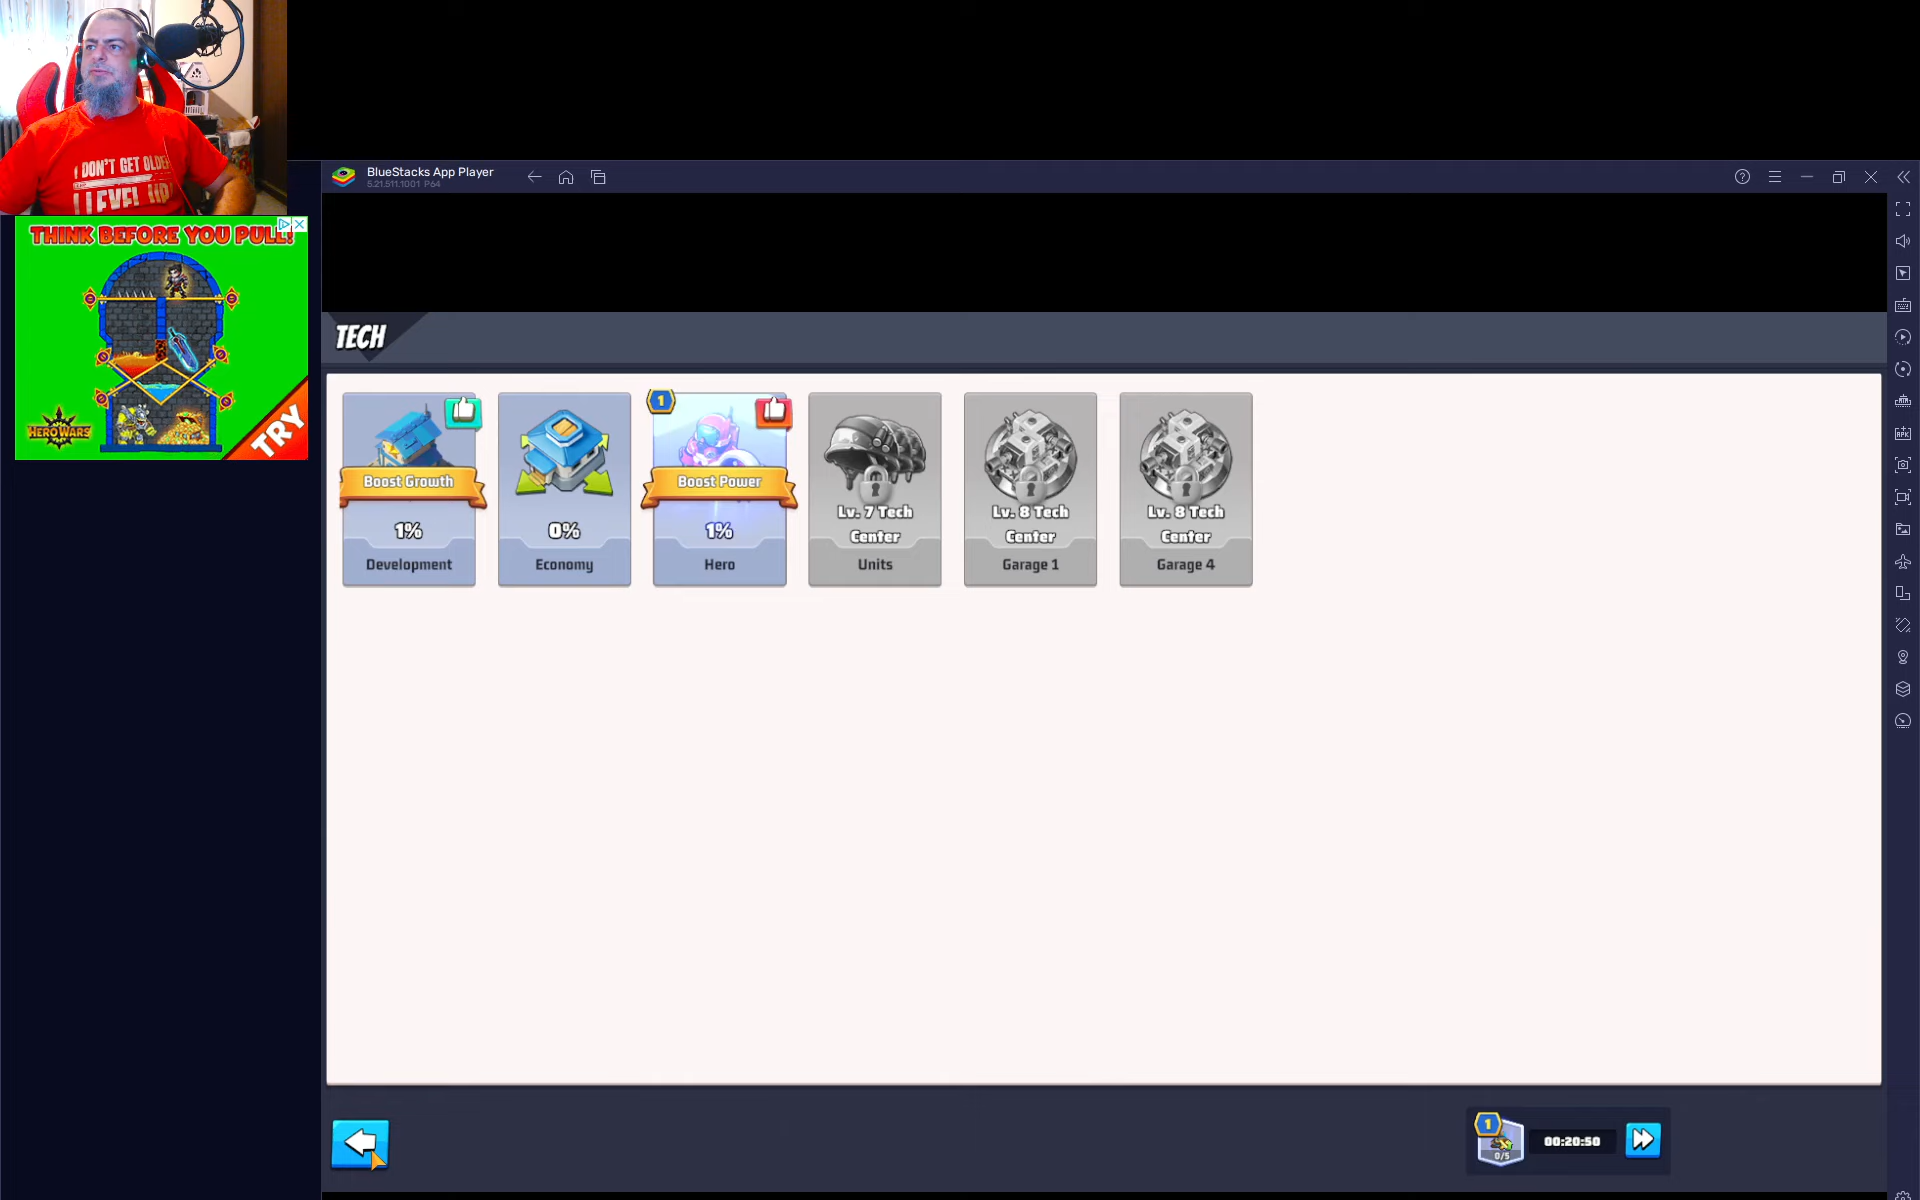 I DON'T GET OLDER
I LEVEL UP!
THINK BEFORE YOU PULL!
HERO WARS
TRY
BlueStacks App Player
5.21.511.1001 P64
TECH
Boost Growth
1%
Development
0%
Economy
1
Boost Power
1%
Hero
Lv. 7 Tech
Center
Units
Lv. 8 Tech
Center
Garage 1
Lv. 8 Tech
Center
Garage 4
APK
1
0/5
00:20:50